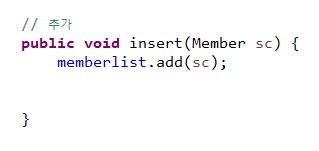 // 추가
public void insert(Member sc) {
    memberlist.add(sc);
}